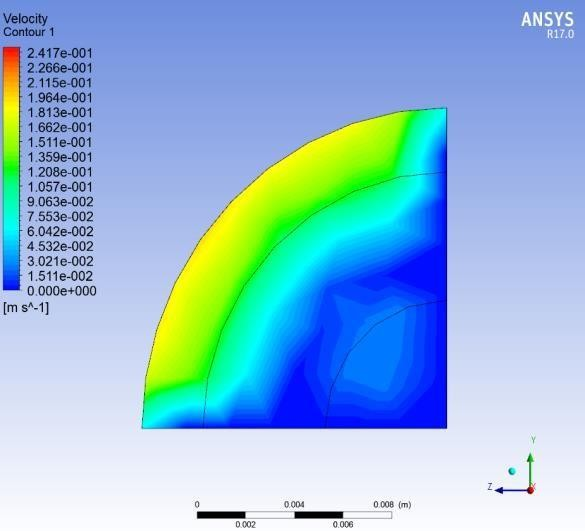 Velocity
Contour 1
ANSYS
R17.0
2.417e-001
2.266e-001
2.115e-001
1.964e-001
1.813e-001
1.662e-001
1.511e-001
1.359e-001
1.208e-001
1.057e-001
9.063e-002
7.553e-002
6.042e-002
4.532e-002
3.021e-002
1.511e-002
0.000e+000
[m s^-1]
Y
Z
X
0 0.004 0.008 (m)
0.002 0.006